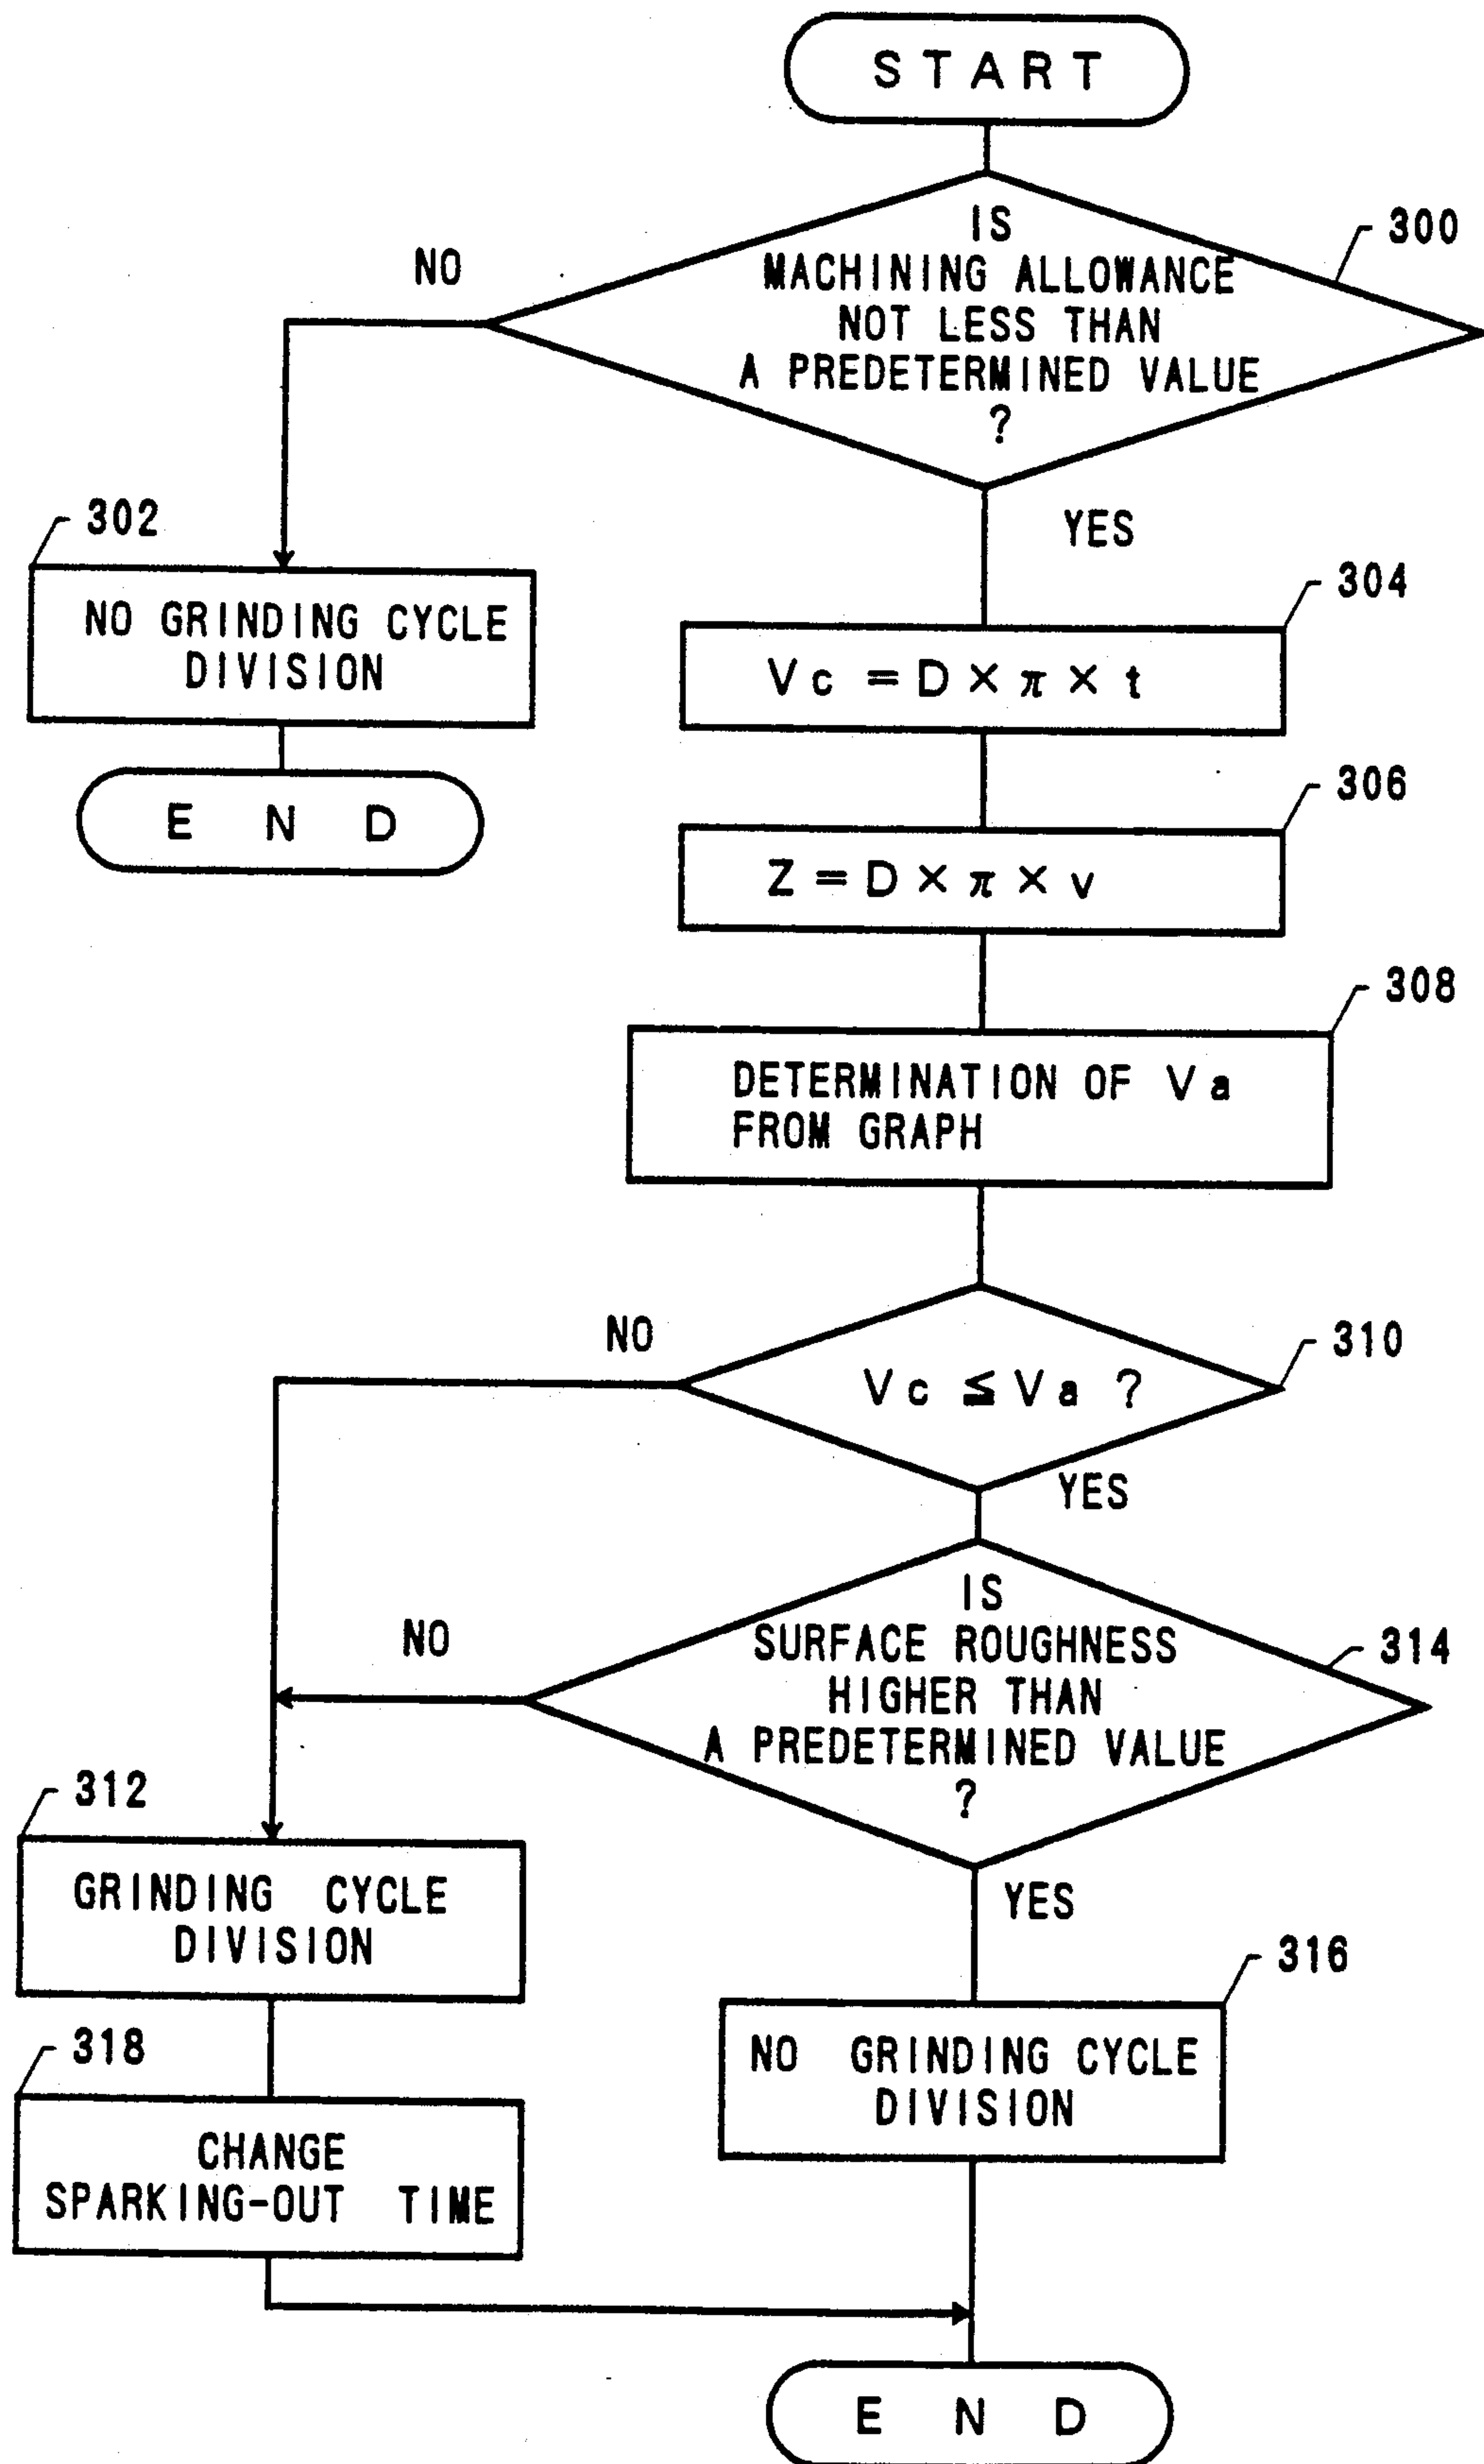 START
IS
MACHINING ALLOWANCE
NOT LESS THAN
A PREDETERMINED VALUE
?
300
NO
YES
302
NO GRINDING CYCLE
DIVISION
END
304
Vc = D × π × t
306
Z = D × π × v
308
DETERMINATION OF Va
FROM GRAPH
310
Vc ≦ Va ?
NO
YES
IS
SURFACE ROUGHNESS
HIGHER THAN
A PREDETERMINED VALUE
?
314
NO
YES
312
GRINDING CYCLE
DIVISION
316
NO GRINDING CYCLE
DIVISION
318
CHANGE
SPARKING-OUT TIME
END